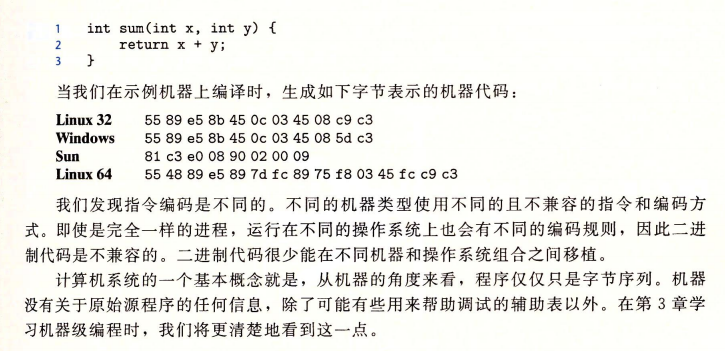 1 int sum(int x, int y) {
2 return x + y;
3 }
当我们在示例机器上编译时，生成如下字节表示的机器代码：
Linux 32 55 89 e5 8b 45 0c 03 45 08 c9 c3
Windows 55 89 e5 8b 45 0c 03 45 08 5d c3
Sun 81 c3 e0 08 90 02 00 09
Linux 64 55 48 89 e5 89 7d fc 89 75 f8 03 45 fc c9 c3
我们发现指令编码是不同的。不同的机器类型使用不同的且不兼容的指令和编码方
式。即使是完全一样的进程，运行在不同的操作系统上也会有不同的编码规则，因此二进
制代码是不兼容的。二进制代码很少能在不同机器和操作系统组合之间移植。
计算机系统的一个基本概念就是，从机器的角度来看，程序仅仅只是字节序列。机器
没有关于原始源程序的任何信息，除了可能有些用来帮助调试的辅助表以外。在第 3 章学
习机器级编程时，我们将更清楚地看到这一点。